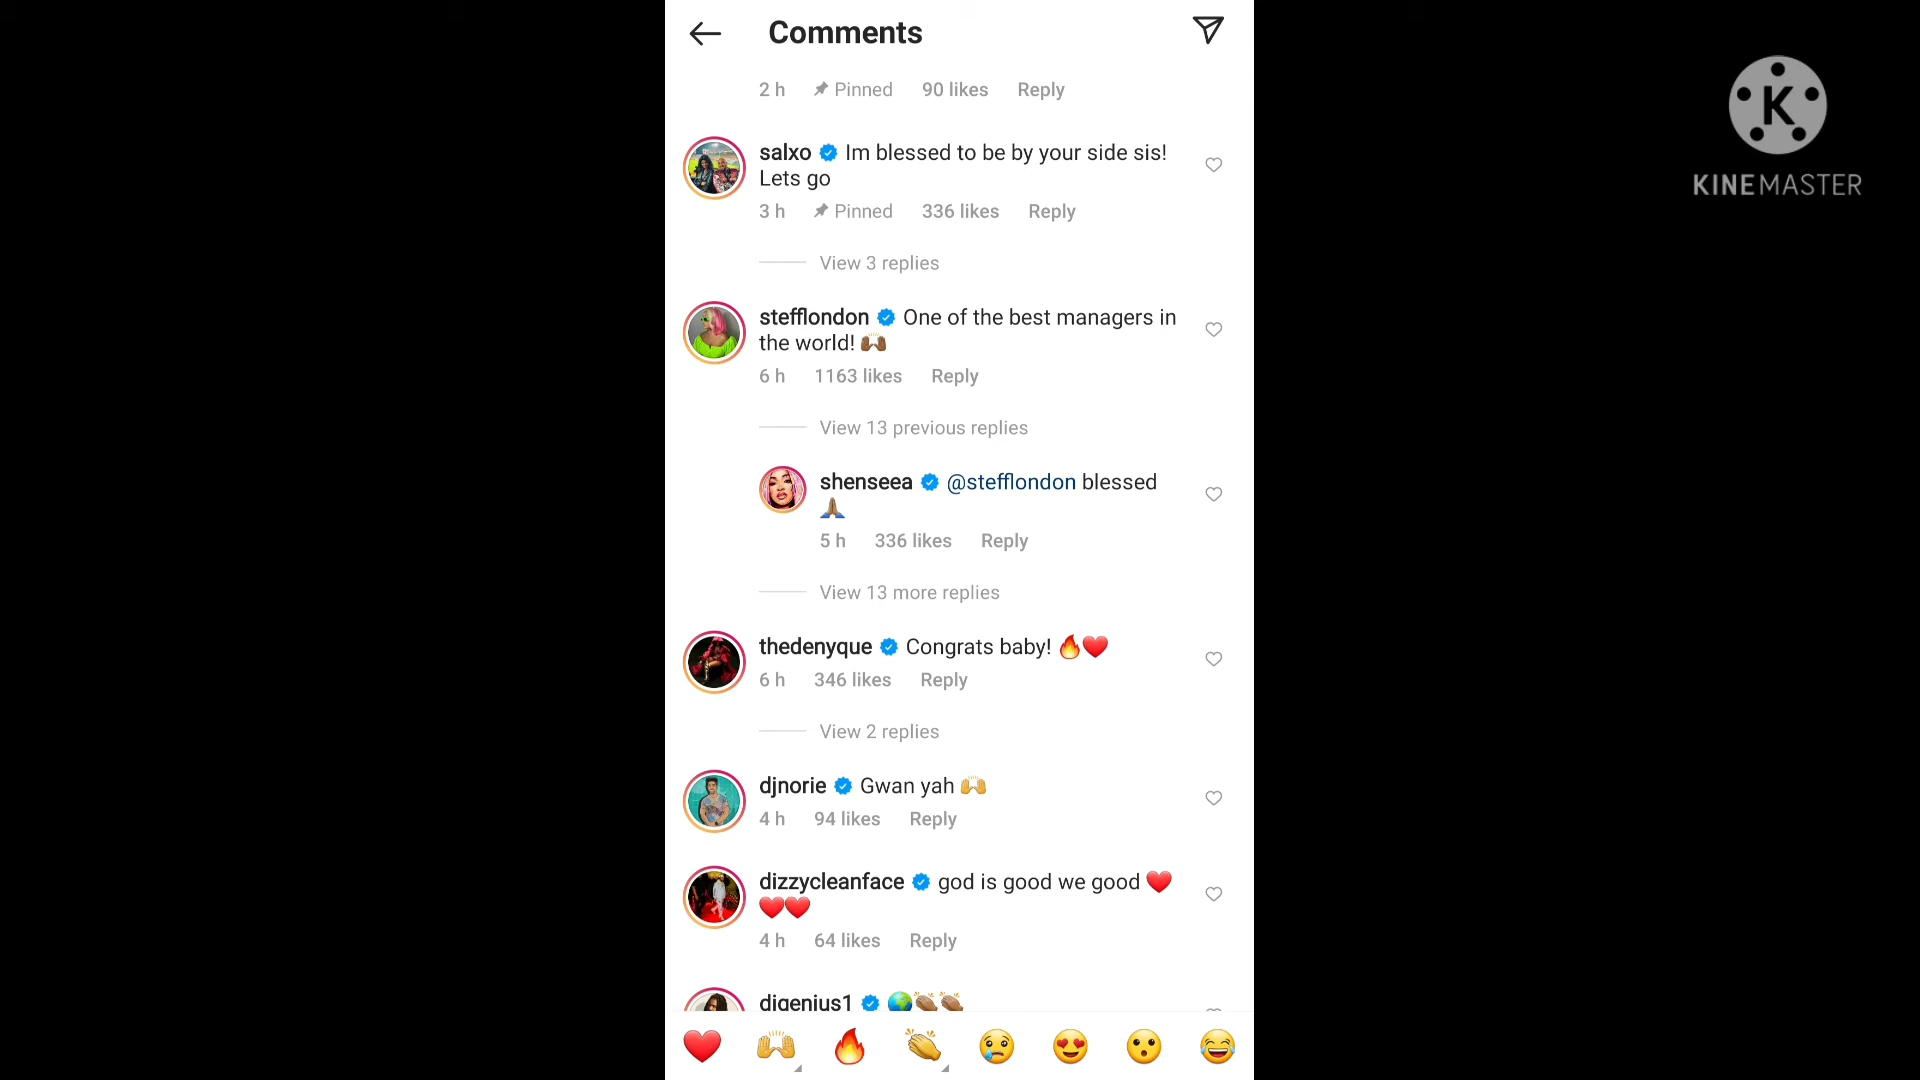 Comments
2 h Pinned 90 likes Reply
salxo Im blessed to be by your side sis!
Lets go
3 h Pinned 336 likes Reply
View 3 replies
stefflondon One of the best managers in
the world! 🙌🏾
6 h 1163 likes Reply
View 13 previous replies
shenseea @stefflondon blessed
🙏🏽
5 h 336 likes Reply
View 13 more replies
thedenyque Congrats baby! 🔥❤️
6 h 346 likes Reply
View 2 replies
djnorie Gwan yah 🙌
4 h 94 likes Reply
dizzycleanface god is good we good ❤️
❤️❤️
4 h 64 likes Reply
djgenius1 🌍👏🏽👏🏽
K
KINEMASTER